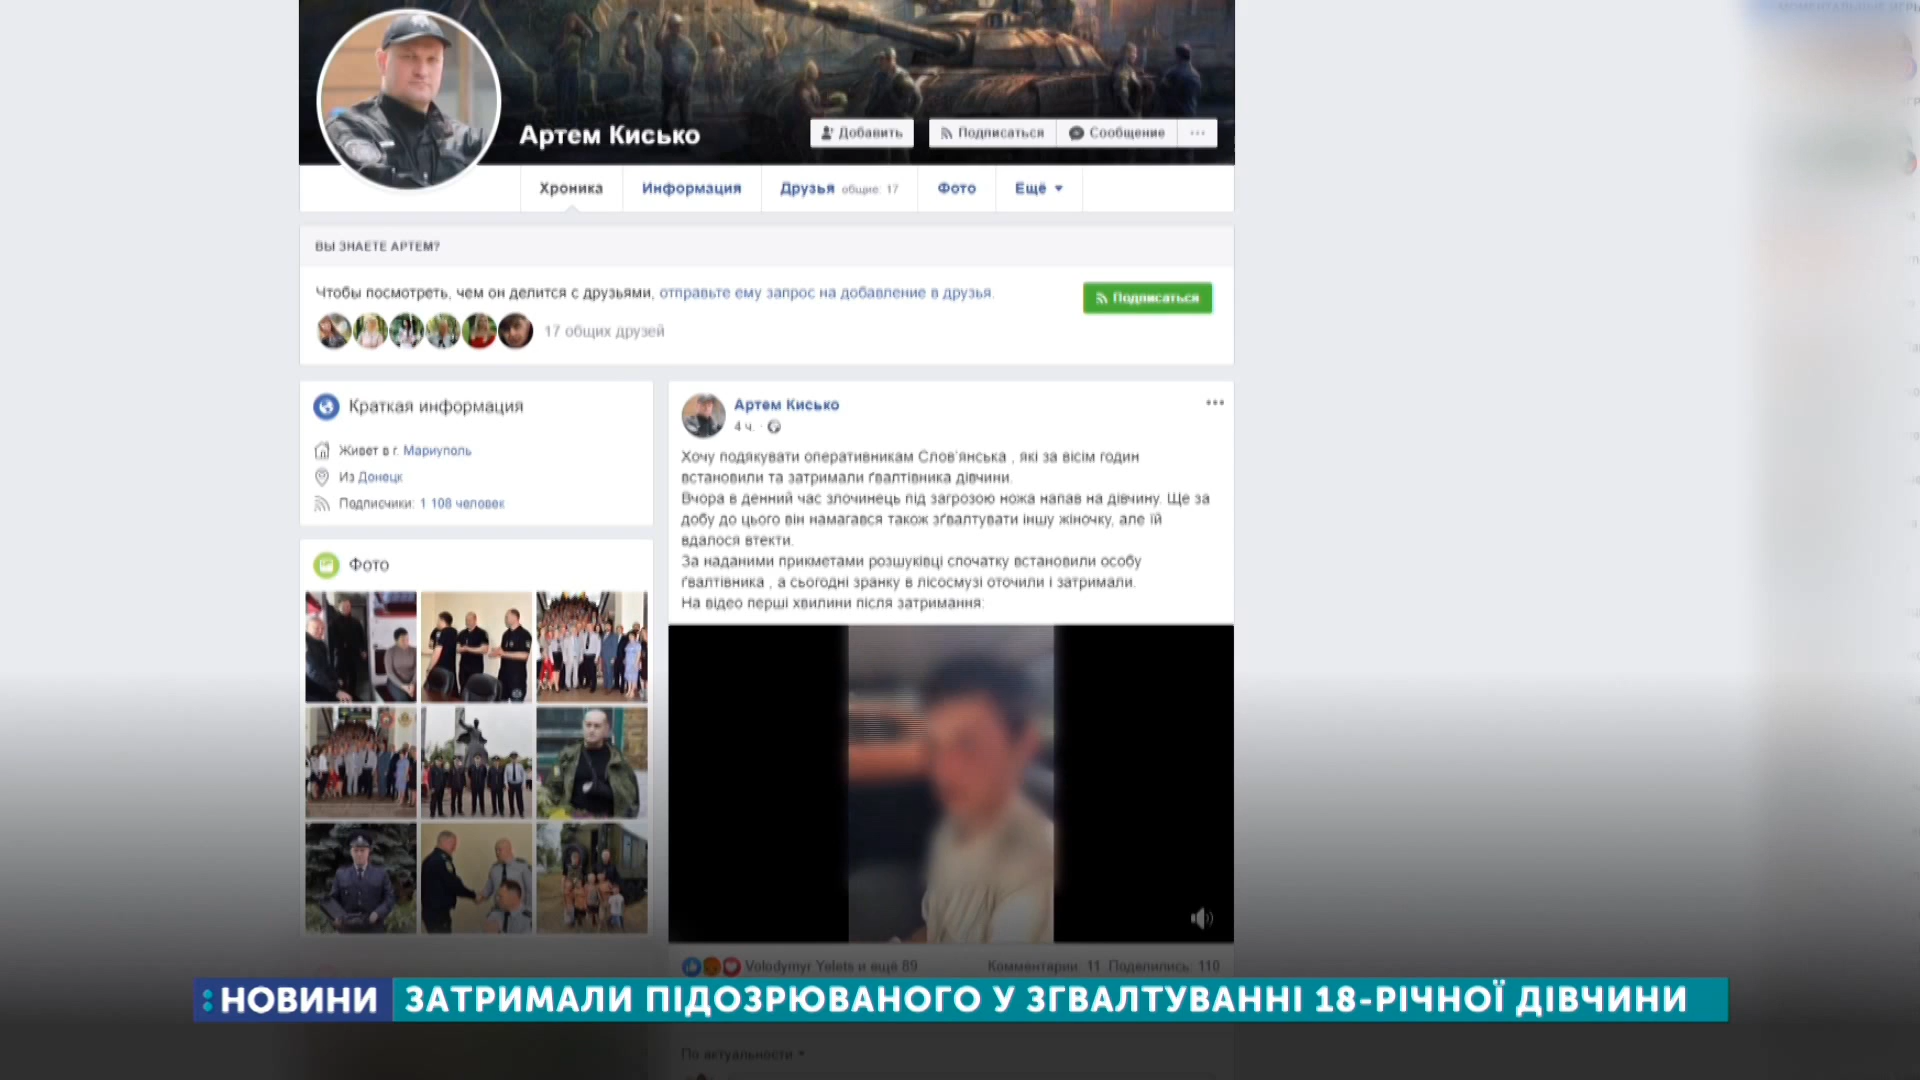 Артем Кисько
Добавить
Подписаться
Сообщение
Хроника
Информация
Друзья общие: 17
Фото
Ещё
ВЫ ЗНАЕТЕ АРТЕМ?
Чтобы посмотреть, чем он делится с друзьями, отправьте ему запрос на добавление в друзья.
Подписаться
17 общих друзей
Краткая информация
Живет в г. Мариуполь
Из Донецк
Подписчики: 1 108 человек
Фото
Артем Кисько
4 ч.
Хочу подякувати оперативникам Слов'янська , які за вісім годин
встановили та затримали ґвалтівника дівчини.
Вчора в денний час злочинець під загрозою ножа напав на дівчину. Ще за
добу до цього він намагався також зґвалтувати іншу жіночку, але їй
вдалося втекти.
За наданими прикметами розшуківці спочатку встановили особу
ґвалтівника , а сьогодні зранку в лісосмузі оточили і затримали.
На відео перші хвилини після затримання:
Volodymyr Yelets и ещё 89
Комментарии 11 Поделились: 110
НОВИНИ
ЗАТРИМАЛИ ПІДОЗРЮВАНОГО У ЗГВАЛТУВАННІ 18-РІЧНОЇ ДІВЧИНИ
По актуальности